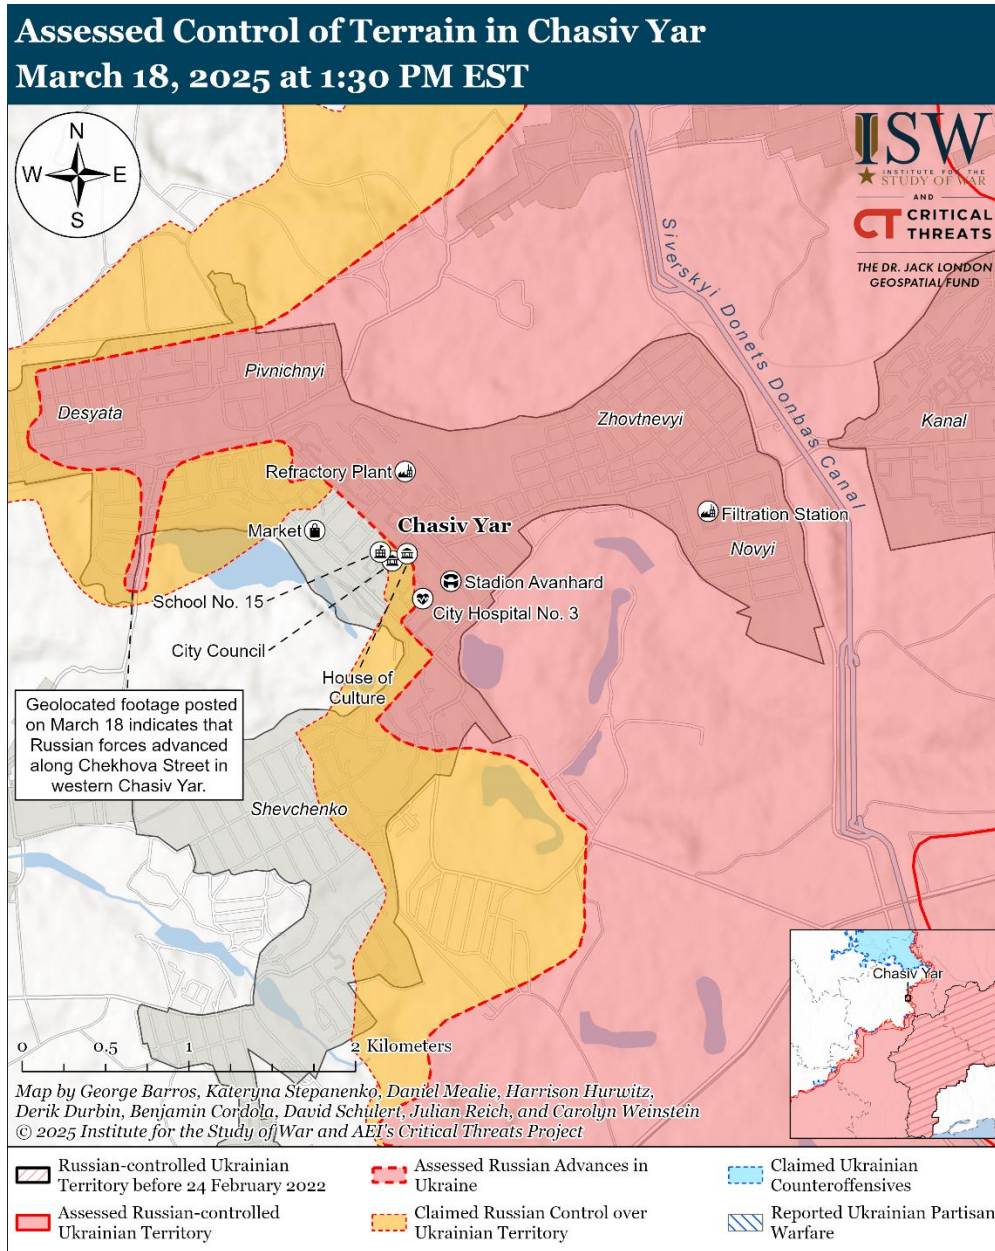 Assessed Control of Terrain in Chasiv Yar
March 18, 2025 at 1:30 PM EST
N
W
E
S
ISW
INSTITUTE FOR THE
STUDY OF WAR
AND
CT CRITICAL
THREATS
THE DR. JACK LONDON
GEOSPATIAL FUND
Siverskyi Donets Donbas Canal
Pivnichnyi
Desyata
Zhovtnevyi
Kanal
Refractory Plant
Chasiv Yar
Market
Filtration Station
Novyi
Stadion Avanhard
School No. 15
City Hospital No. 3
City Council
House of
Culture
Geolocated footage posted
on March 18 indicates that
Russian forces advanced
along Chekhova Street in
western Chasiv Yar.
Shevchenko
Chasiv Yar
0 0.5 1 2 Kilometers
Map by George Barros, Kateryna Stepanenko, Daniel Mealie, Harrison Hurwitz,
Derik Durbin, Benjamin Cordola, David Schulert, Julian Reich, and Carolyn Weinstein
© 2025 Institute for the Study of War and AEI's Critical Threats Project
Russian-controlled Ukrainian
Territory before 24 February 2022
Assessed Russian-controlled
Ukrainian Territory
Assessed Russian Advances in
Ukraine
Claimed Russian Control over
Ukrainian Territory
Claimed Ukrainian
Counteroffensives
Reported Ukrainian Partisan
Warfare